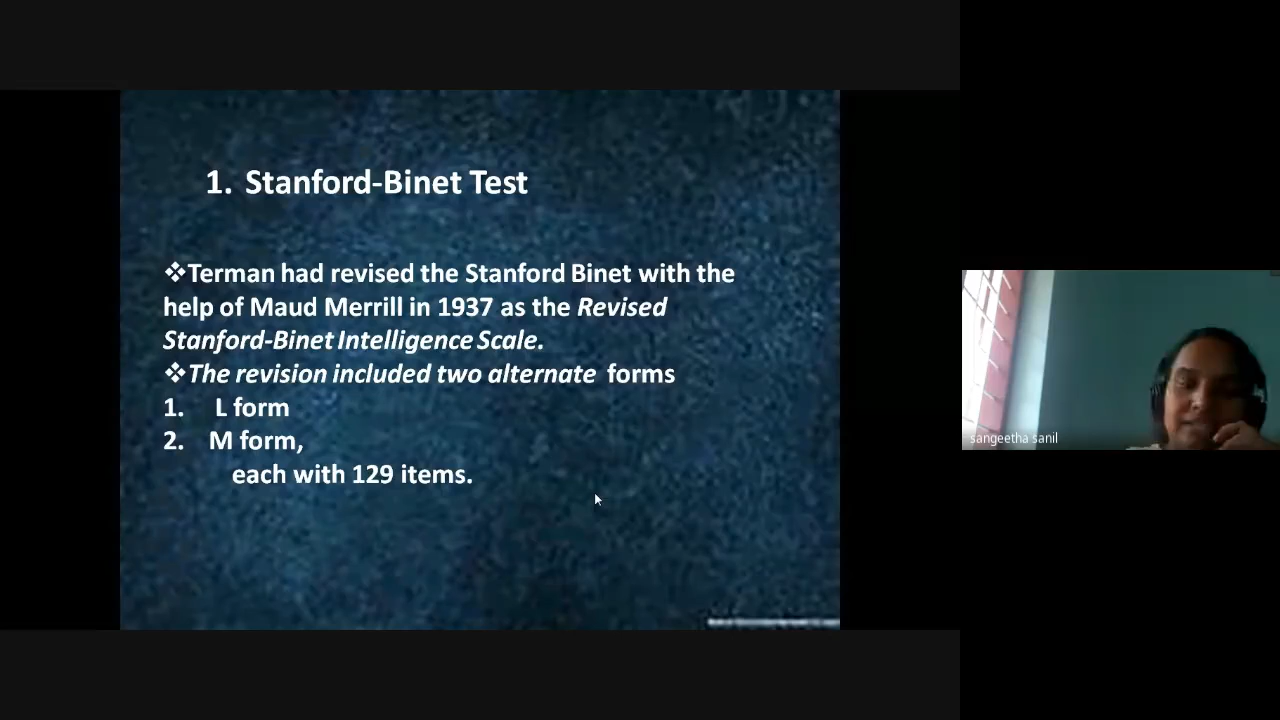 1. Stanford-Binet Test
❖Terman had revised the Stanford Binet with the
help of Maud Merrill in 1937 as the Revised
Stanford-Binet Intelligence Scale.
❖The revision included two alternate forms
1. L form
2. M form,
each with 129 items.
sangeetha sanil